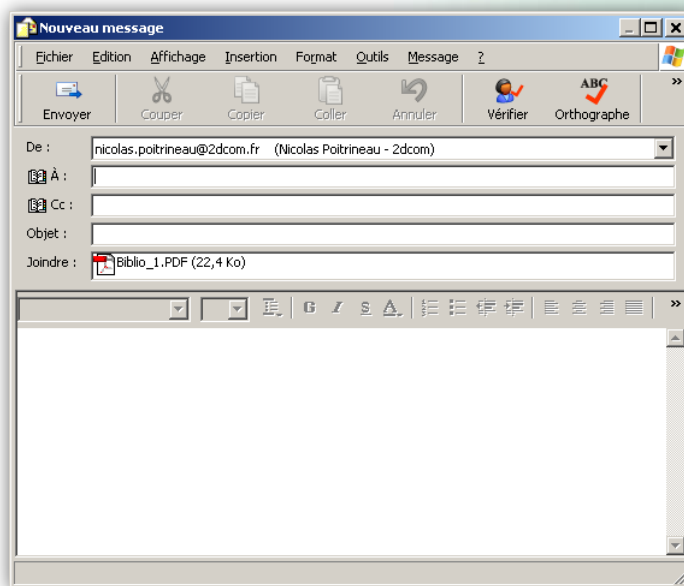 Nouveau message
Fichier Edition Affichage Insertion Format Outils Message ?
ABC
Envoyer Couper Copier Coller Annuler Vérifier Orthographe
De : nicolas.poitrineau@2dcom.fr (Nicolas Poitrineau - 2dcom)
À :
Cc :
Objet :
Joindre : Biblio_1.PDF (22,4 Ko)
G I S A